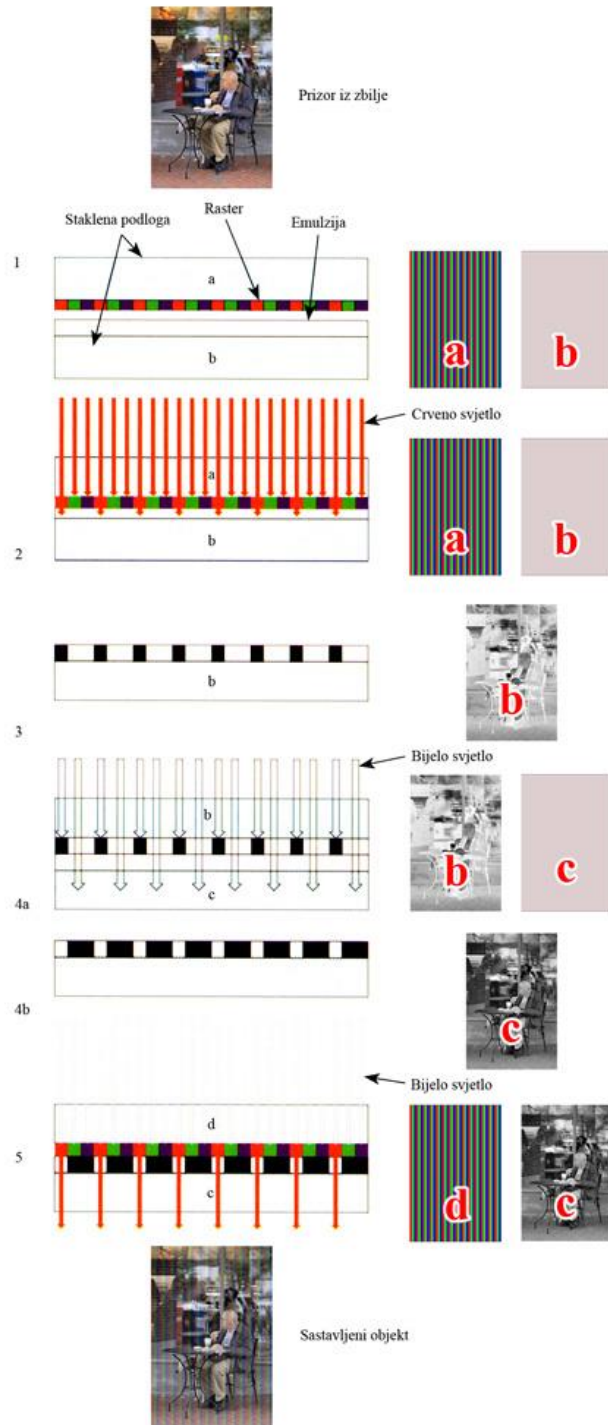 Prizor iz zbilje
Staklena podloga
Raster
Emulzija
1
a
b
a
b
Crveno svjetlo
a
b
a
b
2
b
b
3
Bijelo svjetlo
b
c
b
c
4a
c
4b
Bijelo svjetlo
d
c
d
c
5
Sastavljeni objekt